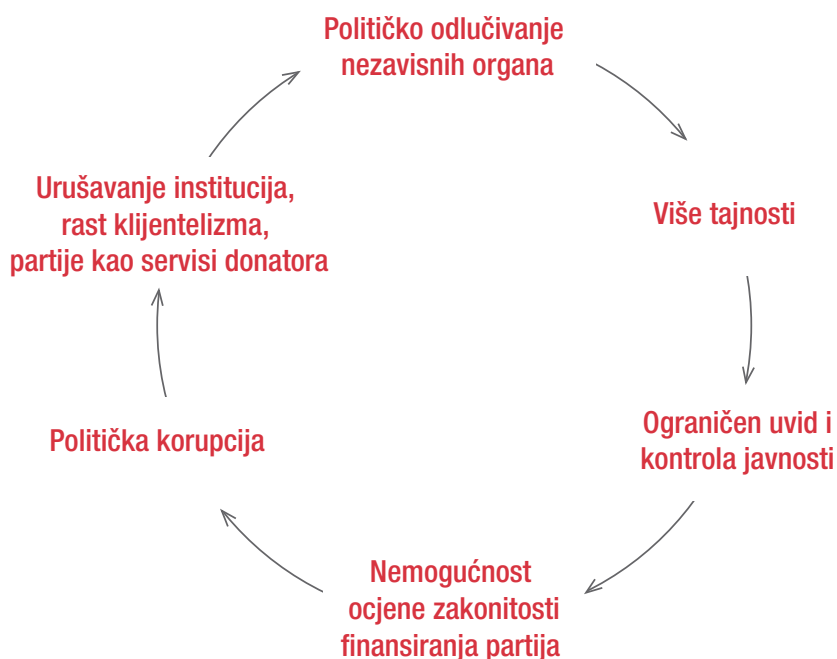 Političko odlučivanje
nezavisnih organa
Više tajnosti
Ograničen uvid i
kontrola javnosti
Nemogućnost
ocjene zakonitosti
finansiranja partija
Politička korupcija
Urušavanje institucija,
rast klijentelizma,
partije kao servisi donatora